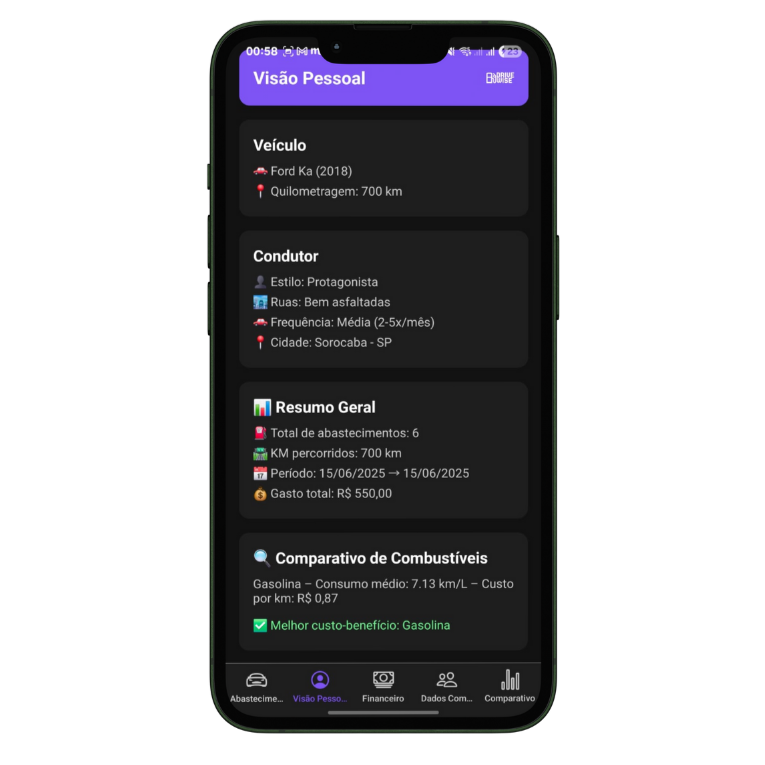 00:58
23
Visão Pessoal
DRIVE
WISE
Veículo
Ford Ka (2018)
Quilometragem: 700 km
Condutor
Estilo: Protagonista
Ruas: Bem asfaltadas
Frequência: Média (2-5x/mês)
Cidade: Sorocaba - SP
Resumo Geral
Total de abastecimentos: 6
KM percorridos: 700 km
Período: 15/06/2025 → 15/06/2025
Gasto total: R$ 550,00
Comparativo de Combustíveis
Gasolina – Consumo médio: 7.13 km/L – Custo
por km: R$ 0,87
Melhor custo-benefício: Gasolina
Abastecime... Visão Pesso... Financeiro Dados Com... Comparativo